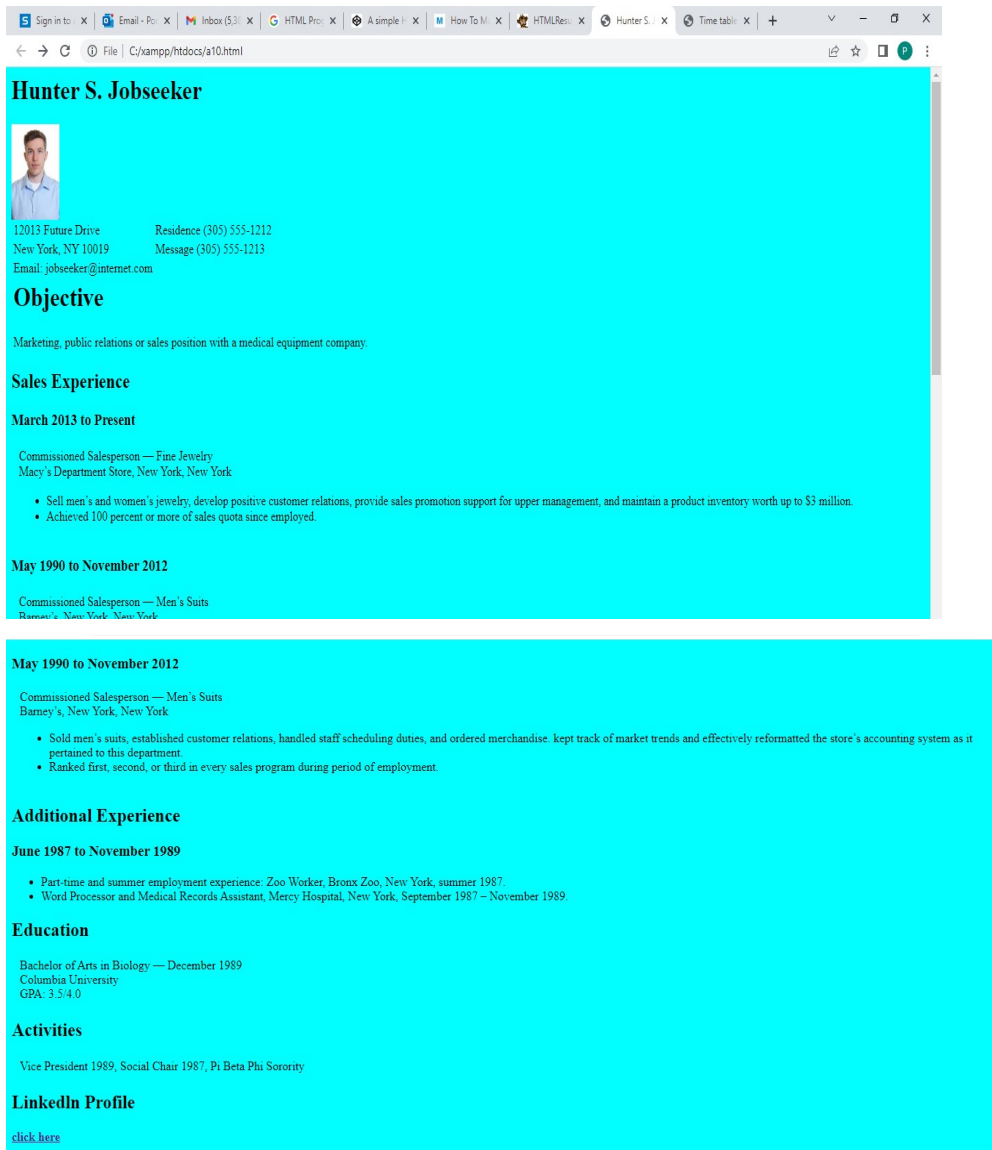 Sign in to
Email - Po
Inbox (5,3
HTML Prog
A simple H
How To M
HTMLResu
Hunter S. J
Time table
File | C:/xampp/htdocs/a10.html
P
Hunter S. Jobseeker
12013 Future Drive Residence (305) 555-1212
New York, NY 10019 Message (305) 555-1213
Email: jobseeker@internet.com
Objective
Marketing, public relations or sales position with a medical equipment company.
Sales Experience
March 2013 to Present
Commissioned Salesperson — Fine Jewelry
Macy’s Department Store, New York, New York
• Sell men’s and women’s jewelry, develop positive customer relations, provide sales promotion support for upper management, and maintain a product inventory worth up to $3 million.
• Achieved 100 percent or more of sales quota since employed.
May 1990 to November 2012
Commissioned Salesperson — Men’s Suits
Barney’s, New York, New York
May 1990 to November 2012
Commissioned Salesperson — Men’s Suits
Barney’s, New York, New York
• Sold men’s suits, established customer relations, handled staff scheduling duties, and ordered merchandise. kept track of market trends and effectively reformatted the store’s accounting system as it
pertained to this department.
• Ranked first, second, or third in every sales program during period of employment.
Additional Experience
June 1987 to November 1989
• Part-time and summer employment experience: Zoo Worker, Bronx Zoo, New York, summer 1987.
• Word Processor and Medical Records Assistant, Mercy Hospital, New York, September 1987 – November 1989.
Education
Bachelor of Arts in Biology — December 1989
Columbia University
GPA: 3.5/4.0
Activities
Vice President 1989, Social Chair 1987, Pi Beta Phi Sorority
LinkedIn Profile
click here